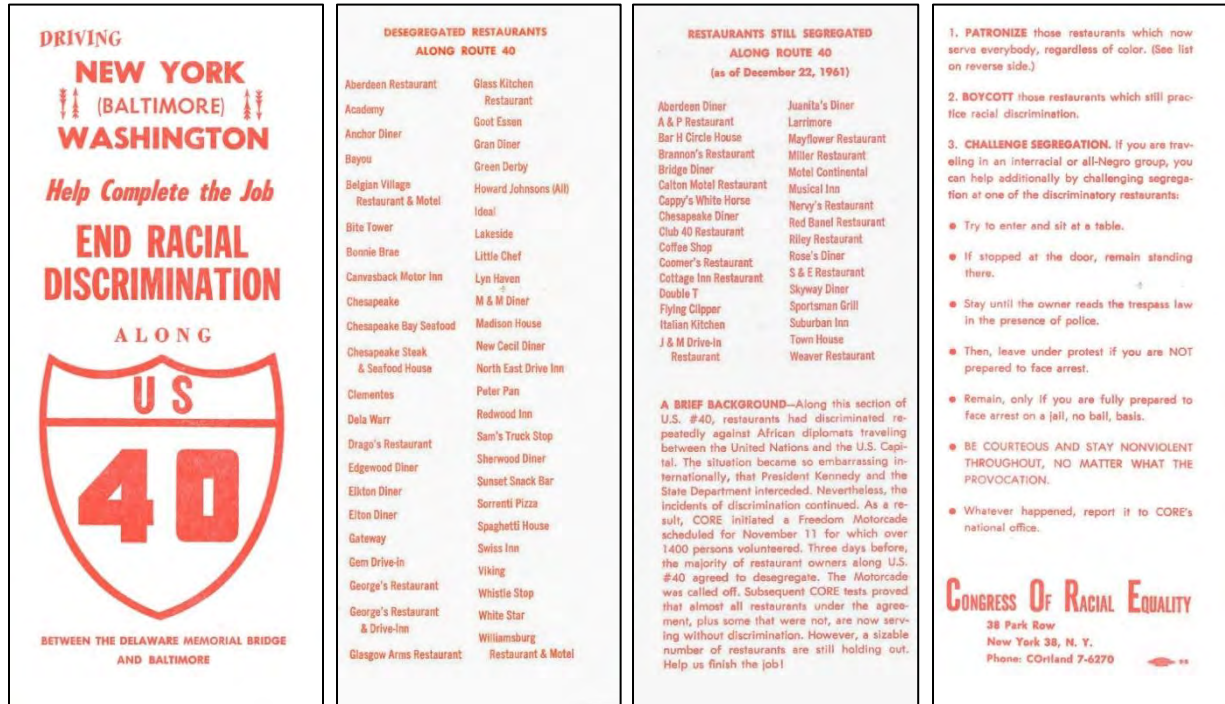 DRIVING
NEW YORK
(BALTIMORE)
WASHINGTON
Help Complete the Job
END RACIAL
DISCRIMINATION
ALONG
US
40
BETWEEN THE DELAWARE MEMORIAL BRIDGE
AND BALTIMORE
DESEGREGATED RESTAURANTS
ALONG ROUTE 40
Aberdeen Restaurant
Academy
Anchor Diner
Bayou
Belgian Village
Restaurant & Motel
Bite Tower
Bonnie Brae
Canvasback Motor Inn
Chesapeake
Chesapeake Bay Seafood
Chesapeake Steak
& Seafood House
Clementes
Dela Warr
Drago's Restaurant
Edgewood Diner
Elkton Diner
Elton Diner
Gateway
Gem Drive-in
George's Restaurant
George's Restaurant
& Drive-Inn
Glasgow Arms Restaurant
Glass Kitchen
Restaurant
Goot Essen
Gran Diner
Green Derby
Howard Johnsons (All)
Ideal
Lakeside
Little Chef
Lyn Haven
M & M Diner
Madison House
New Cecil Diner
North East Drive Inn
Peter Pan
Redwood Inn
Sam's Truck Stop
Sherwood Diner
Sunset Snack Bar
Sorrenti Pizza
Spaghetti House
Swiss Inn
Viking
Whistle Stop
White Star
Williamsburg
Restaurant & Motel
RESTAURANTS STILL SEGREGATED
ALONG ROUTE 40
(as of December 22, 1961)
Aberdeen Diner
A & P Restaurant
Bar H Circle House
Brannon's Restaurant
Bridge Diner
Calton Motel Restaurant
Cappy's White Horse
Chesapeake Diner
Club 40 Restaurant
Coffee Shop
Coomer's Restaurant
Cottage Inn Restaurant
Double T
Flying Clipper
Italian Kitchen
J & M Drive-In
Restaurant
Juanita's Diner
Larrimore
Mayflower Restaurant
Miller Restaurant
Motel Continental
Musical Inn
Nervy's Restaurant
Red Banel Restaurant
Riley Restaurant
Rose's Diner
S & E Restaurant
Skyway Diner
Sportsman Grill
Suburban Inn
Town House
Weaver Restaurant
A BRIEF BACKGROUND—Along this section of
U.S. #40, restaurants had discriminated re-
peatedly against African diplomats traveling
between the United Nations and the U.S. Capi-
tal. The situation became so embarrassing in-
ternationally, that President Kennedy and the
State Department interceded. Nevertheless, the
incidents of discrimination continued. As a re-
sult, CORE initiated a Freedom Motorcade
scheduled for November 11 for which over
1400 persons volunteered. Three days before,
the majority of restaurant owners along U.S.
#40 agreed to desegregate. The Motorcade
was called off. Subsequent CORE tests proved
that almost all restaurants under the agree-
ment, plus some that were not, are now serv-
ing without discrimination. However, a sizable
number of restaurants are still holding out.
Help us finish the job!
1. PATRONIZE those restaurants which now
serve everybody, regardless of color. (See list
on reverse side.)
2. BOYCOTT those restaurants which still prac-
tice racial discrimination.
3. CHALLENGE SEGREGATION. If you are trav-
eling in an interracial or all-Negro group, you
can help additionally by challenging segrega-
tion at one of the discriminatory restaurants:
• Try to enter and sit at a table.
• If stopped at the door, remain standing
there.
• Stay until the owner reads the trespass law
in the presence of police.
• Then, leave under protest if you are NOT
prepared to face arrest.
• Remain, only if you are fully prepared to
face arrest on a jail, no bail, basis.
• BE COURTEOUS AND STAY NONVIOLENT
THROUGHOUT, NO MATTER WHAT THE
PROVOCATION.
• Whatever happened, report it to CORE's
national office.
CONGRESS OF RACIAL EQUALITY
38 Park Row
New York 38, N. Y.
Phone: COrtland 7-6270